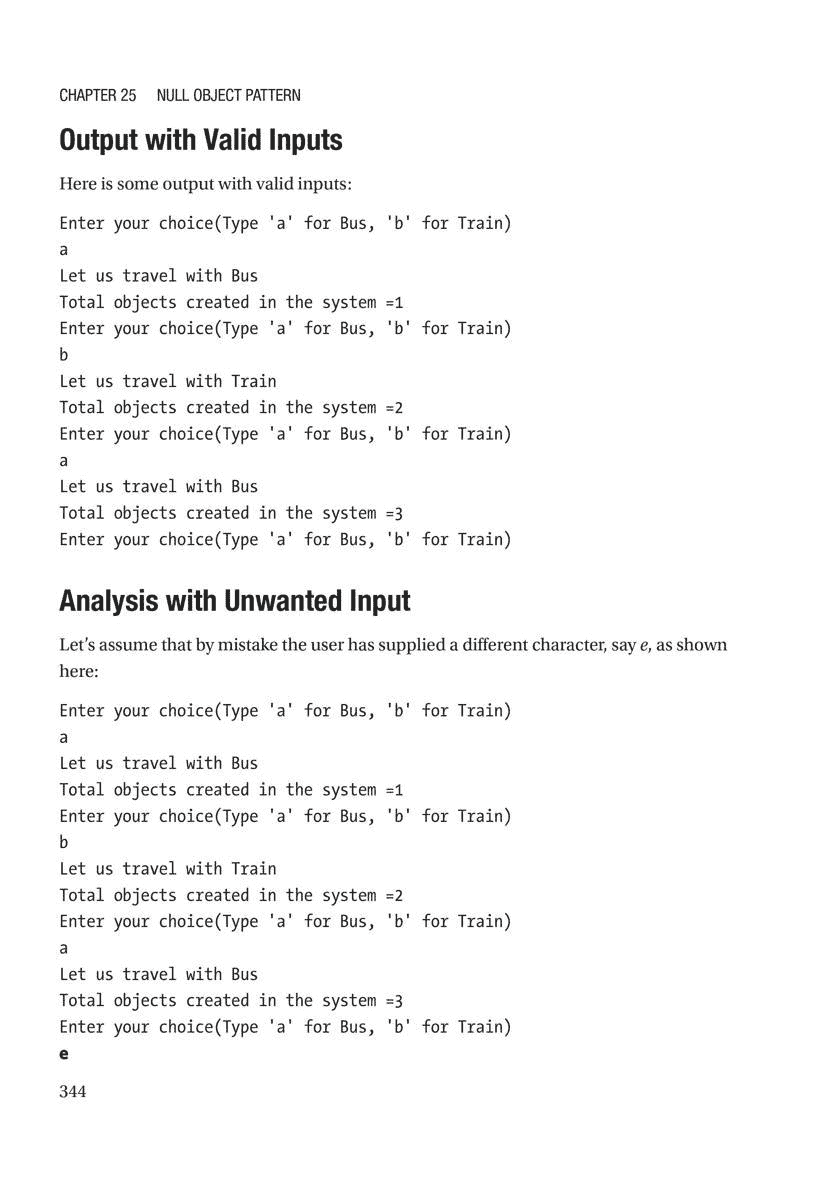 CHAPTER 25 NULL OBJECT PATTERN
Output with Valid Inputs
Here is some output with valid inputs:
Enter your choice(Type 'a' for Bus, 'b' for Train)
a
Let us travel with Bus
Total objects created in the system =1
Enter your choice(Type 'a' for Bus, 'b' for Train)
b
Let us travel with Train
Total objects created in the system =2
Enter your choice(Type 'a' for Bus, 'b' for Train)
a
Let us travel with Bus
Total objects created in the system =3
Enter your choice(Type 'a' for Bus, 'b' for Train)
Analysis with Unwanted Input
Let’s assume that by mistake the user has supplied a different character, say e, as shown
here:
Enter your choice(Type 'a' for Bus, 'b' for Train)
a
Let us travel with Bus
Total objects created in the system =1
Enter your choice(Type 'a' for Bus, 'b' for Train)
b
Let us travel with Train
Total objects created in the system =2
Enter your choice(Type 'a' for Bus, 'b' for Train)
a
Let us travel with Bus
Total objects created in the system =3
Enter your choice(Type 'a' for Bus, 'b' for Train)
e
344